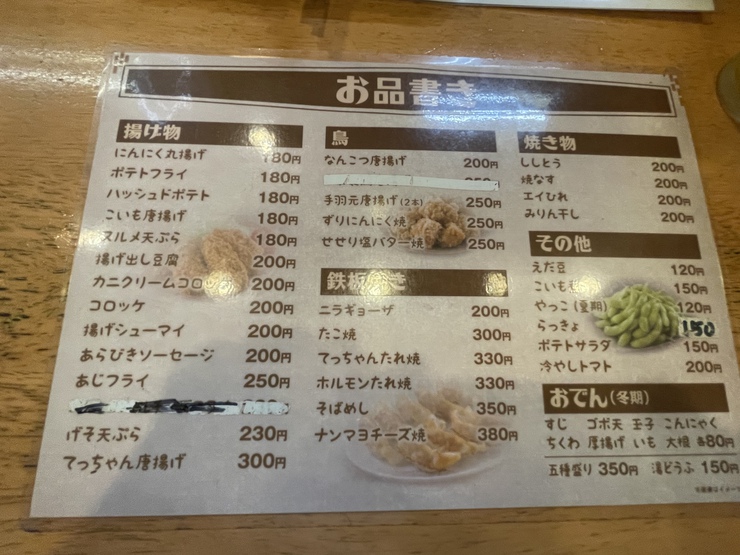 お品書き
揚げ物
にんにく丸揚げ 180円
ポテトフライ 180円
ハッシュドポテト 180円
こいも唐揚げ 180円
スルメ天ぷら 180円
揚げ出し豆腐 200円
カニクリームコロッケ 200円
コロッケ 200円
揚げシューマイ 200円
あらびきソーセージ 200円
あじフライ 250円
げそ天ぷら 230円
てっちゃん唐揚げ 300円
鳥
なんこつ唐揚げ 200円
手羽元唐揚げ(2本) 250円
ずりにんにく焼 250円
せせり塩バター焼 250円
鉄板焼き
ニラギョーザ 200円
たこ焼 300円
てっちゃんたれ焼 330円
ホルモンたれ焼 330円
そばめし 350円
ナンマヨチーズ焼 380円
焼き物
ししとう 200円
焼なす 200円
エイひれ 200円
みりん干し 200円
その他
えだ豆 120円
こいも 150円
やっこ(夏期) 120円
らっきょ 150
ポテトサラダ 150円
冷やしトマト 200円
おでん(冬期)
すじ ゴボ天 玉子 こんにゃく
ちくわ 厚揚げ いも 大根 各80円
五種盛り 350円 湯どうふ 150円